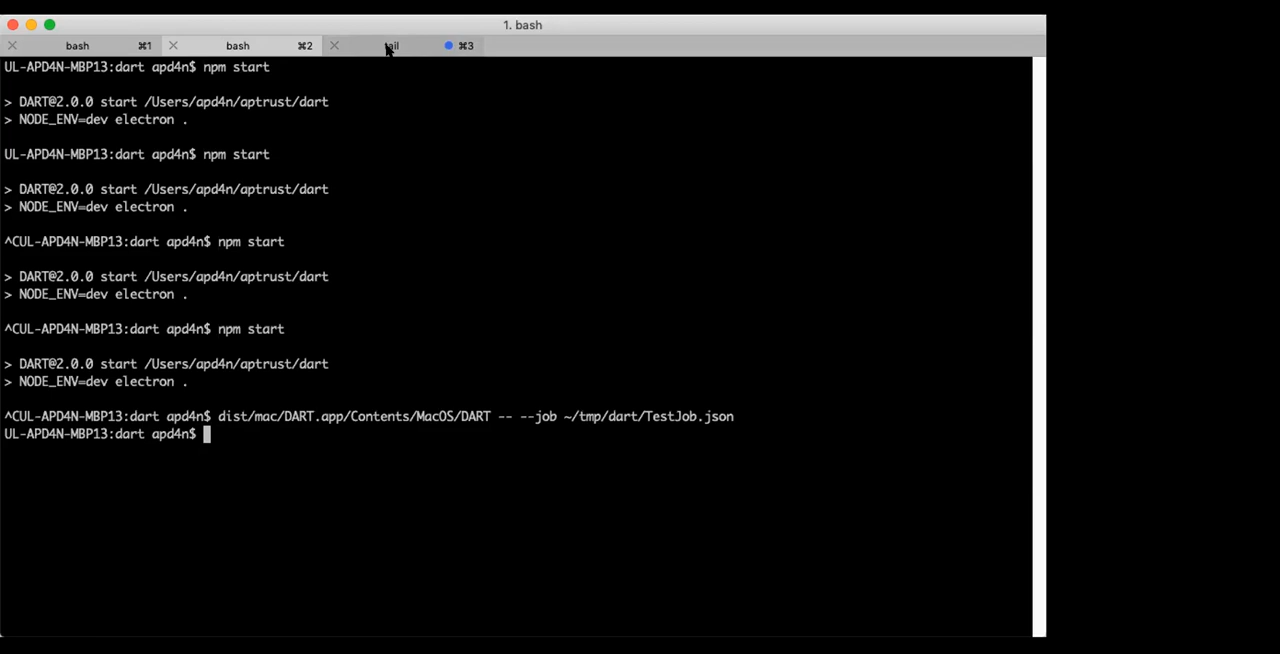 1. bash
bash ⌘1 bash ⌘2 tail ⌘3
UL-APD4N-MBP13:dart apd4n$ npm start
> DART@2.0.0 start /Users/apd4n/aptrust/dart
> NODE_ENV=dev electron .
UL-APD4N-MBP13:dart apd4n$ npm start
> DART@2.0.0 start /Users/apd4n/aptrust/dart
> NODE_ENV=dev electron .
^CUL-APD4N-MBP13:dart apd4n$ npm start
> DART@2.0.0 start /Users/apd4n/aptrust/dart
> NODE_ENV=dev electron .
^CUL-APD4N-MBP13:dart apd4n$ npm start
> DART@2.0.0 start /Users/apd4n/aptrust/dart
> NODE_ENV=dev electron .
^CUL-APD4N-MBP13:dart apd4n$ dist/mac/DART.app/Contents/MacOS/DART -- --job ~/tmp/dart/TestJob.json
UL-APD4N-MBP13:dart apd4n$